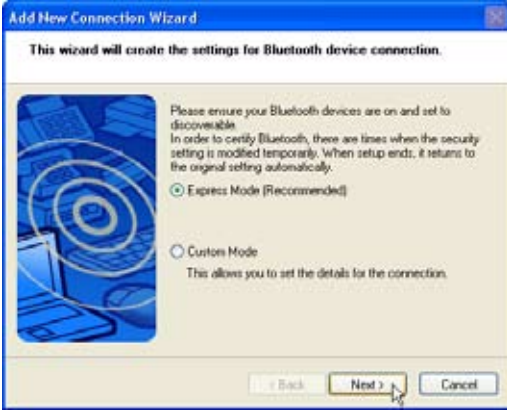 Add New Connection Wizard
This wizard will create the settings for Bluetooth device connection.
Please ensure your Bluetooth devices are on and set to
discoverable.
In order to certify Bluetooth, there are times when the security
setting is modified temporarily. When setup ends, it returns to
the original setting automatically.
Express Mode (Recommended)
Custom Mode
This allows you to set the details for the connection.
< Back
Next >
Cancel